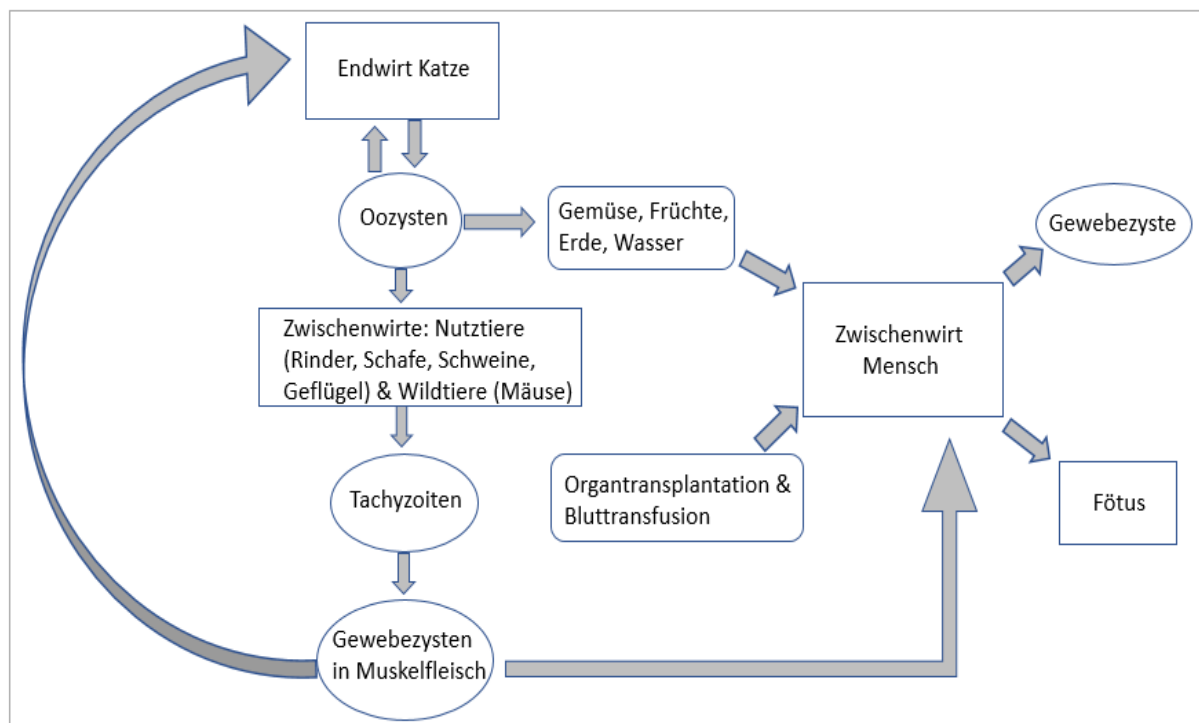 Endwirt Katze
Oozysten
Gemüse, Früchte,
Erde, Wasser
Gewebezyste
Zwischenwirte: Nutztiere
(Rinder, Schafe, Schweine,
Geflügel) & Wildtiere (Mäuse)
Zwischenwirt
Mensch
Tachyzoiten
Organtransplantation &
Bluttransfusion
Fötus
Gewebezysten
in Muskelfleisch